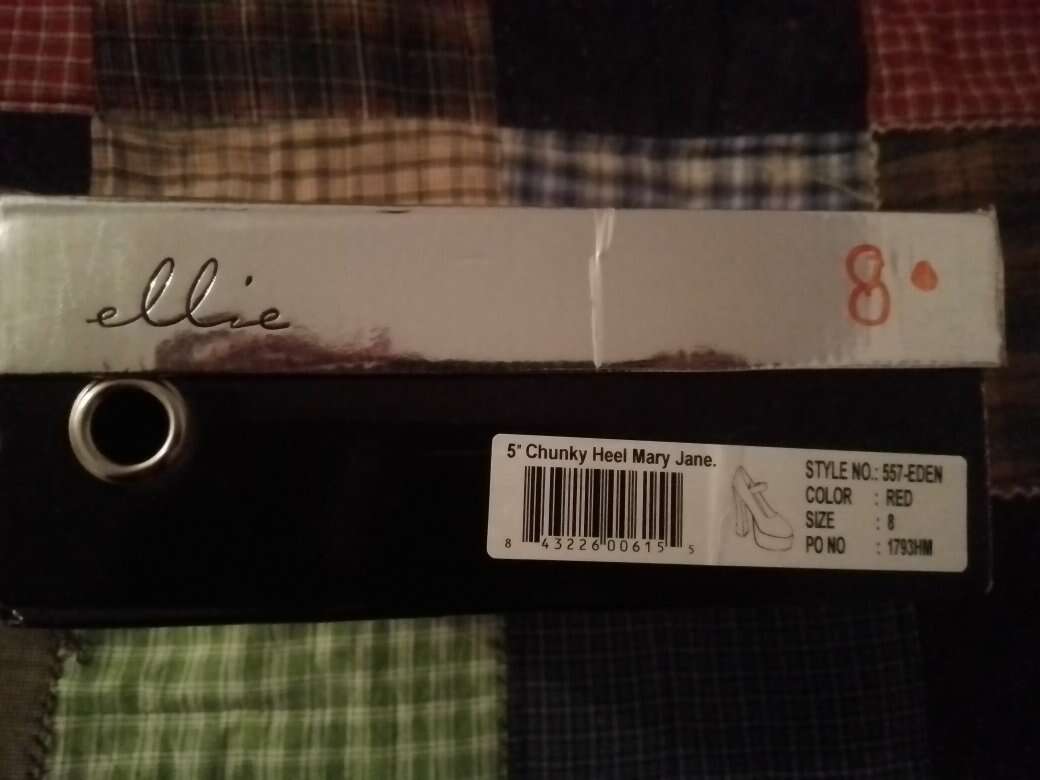 ellie
8
5" Chunky Heel Mary Jane.
8 43226 00615 5
STYLE NO.: 557-EDEN
COLOR : RED
SIZE : 8
PO NO : 1793HM